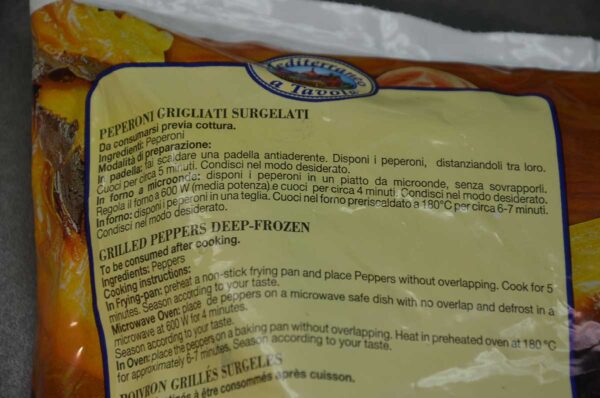 Mediterraneo
a Tavola
PEPERONI GRIGLIATI SURGELATI
Da consumarsi previa cottura.
Ingredienti: Peperoni
Modalità di preparazione:
In padella: fai scaldare una padella antiaderente. Disponi i peperoni, distanziandoli tra loro.
Cuoci per circa 5 minuti. Condisci nel modo desiderato.
In forno a microonde: disponi i peperoni in un piatto da microonde, senza sovrapporli.
Regola il forno a 600 W (media potenza) e cuoci per circa 4 minuti. Condisci nel modo desiderato.
In forno: disponi i peperoni in una teglia. Cuoci nel forno preriscaldato a 180°C per circa 6-7 minuti.
Condisci nel modo desiderato.
GRILLED PEPPERS DEEP-FROZEN
To be consumed after cooking.
Ingredients: Peppers
Cooking instructions:
In Frying-pan: preheat a non-stick frying pan and place Peppers without overlapping. Cook for 5
minutes. Season according to your taste.
Microwave Oven: place de peppers on a microwave safe dish with no overlap and defrost in a
microwave at 600 W for 4 minutes.
Season according to your taste.
In Oven: place the peppers on a baking pan without overlapping. Heat in preheated oven at 180 °C
for approximately 6-7 minutes. Season according to your taste.
POIVRON GRILLÉS SURGELES
à être consommés après cuisson.